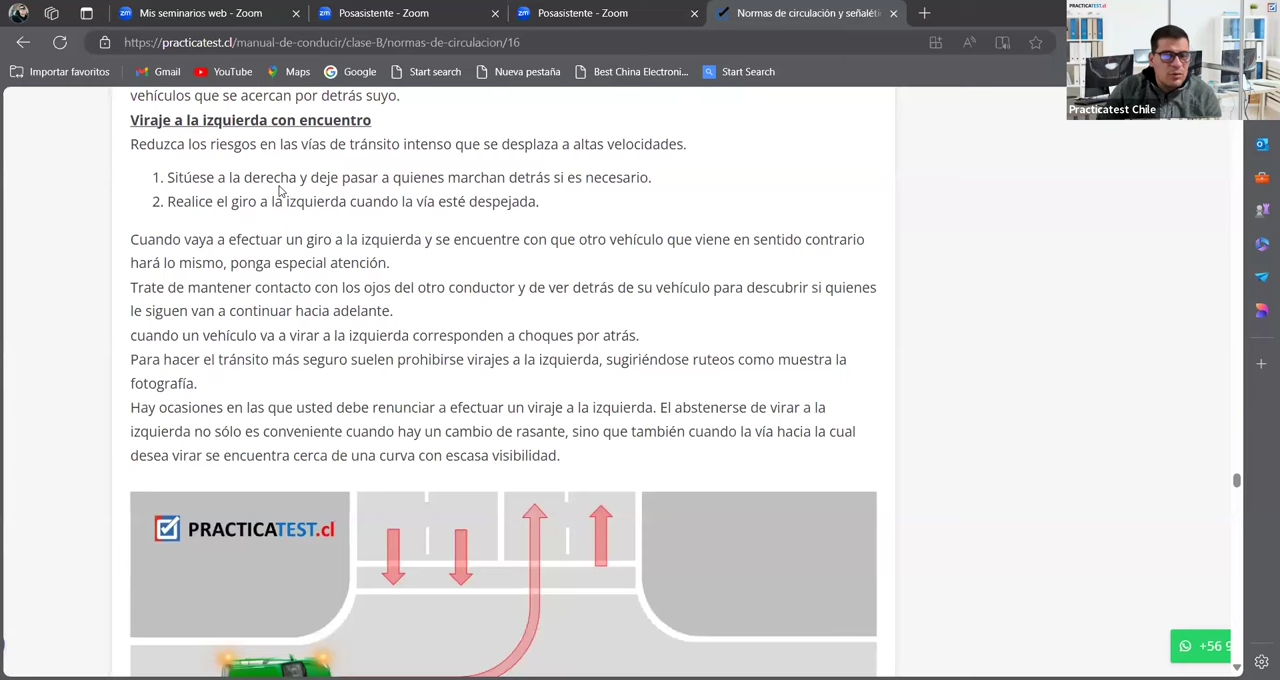 Mis seminarios web - Zoom
Posasistente - Zoom
Posasistente - Zoom
Normas de circulación y señaléti
https://practicatest.cl/manual-de-conducir/clase-B/normas-de-circulacion/16
Importar favoritos
Gmail
YouTube
Maps
Google
Start search
Nueva pestaña
Best China Electroni...
Start Search
PRACTICATEST.cl
Practicatest Chile
vehículos que se acercan por detrás suyo.
Viraje a la izquierda con encuentro
Reduzca los riesgos en las vías de tránsito intenso que se desplaza a altas velocidades.
1. Sitúese a la derecha y deje pasar a quienes marchan detrás si es necesario.
2. Realice el giro a la izquierda cuando la vía esté despejada.
Cuando vaya a efectuar un giro a la izquierda y se encuentre con que otro vehículo que viene en sentido contrario
hará lo mismo, ponga especial atención.
Trate de mantener contacto con los ojos del otro conductor y de ver detrás de su vehículo para descubrir si quienes
le siguen van a continuar hacia adelante.
cuando un vehículo va a virar a la izquierda corresponden a choques por atrás.
Para hacer el tránsito más seguro suelen prohibirse virajes a la izquierda, sugiriéndose ruteos como muestra la
fotografía.
Hay ocasiones en las que usted debe renunciar a efectuar un viraje a la izquierda. El abstenerse de virar a la
izquierda no sólo es conveniente cuando hay un cambio de rasante, sino que también cuando la vía hacia la cual
desea virar se encuentra cerca de una curva con escasa visibilidad.
PRACTICATEST.cl
+56 9